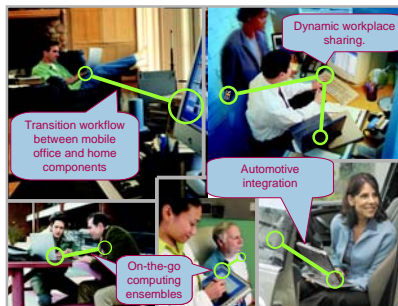 Dynamic workplace
sharing.
Transition workflow
between mobile
office and home
components
Automotive
integration
On-the-go
computing
ensembles